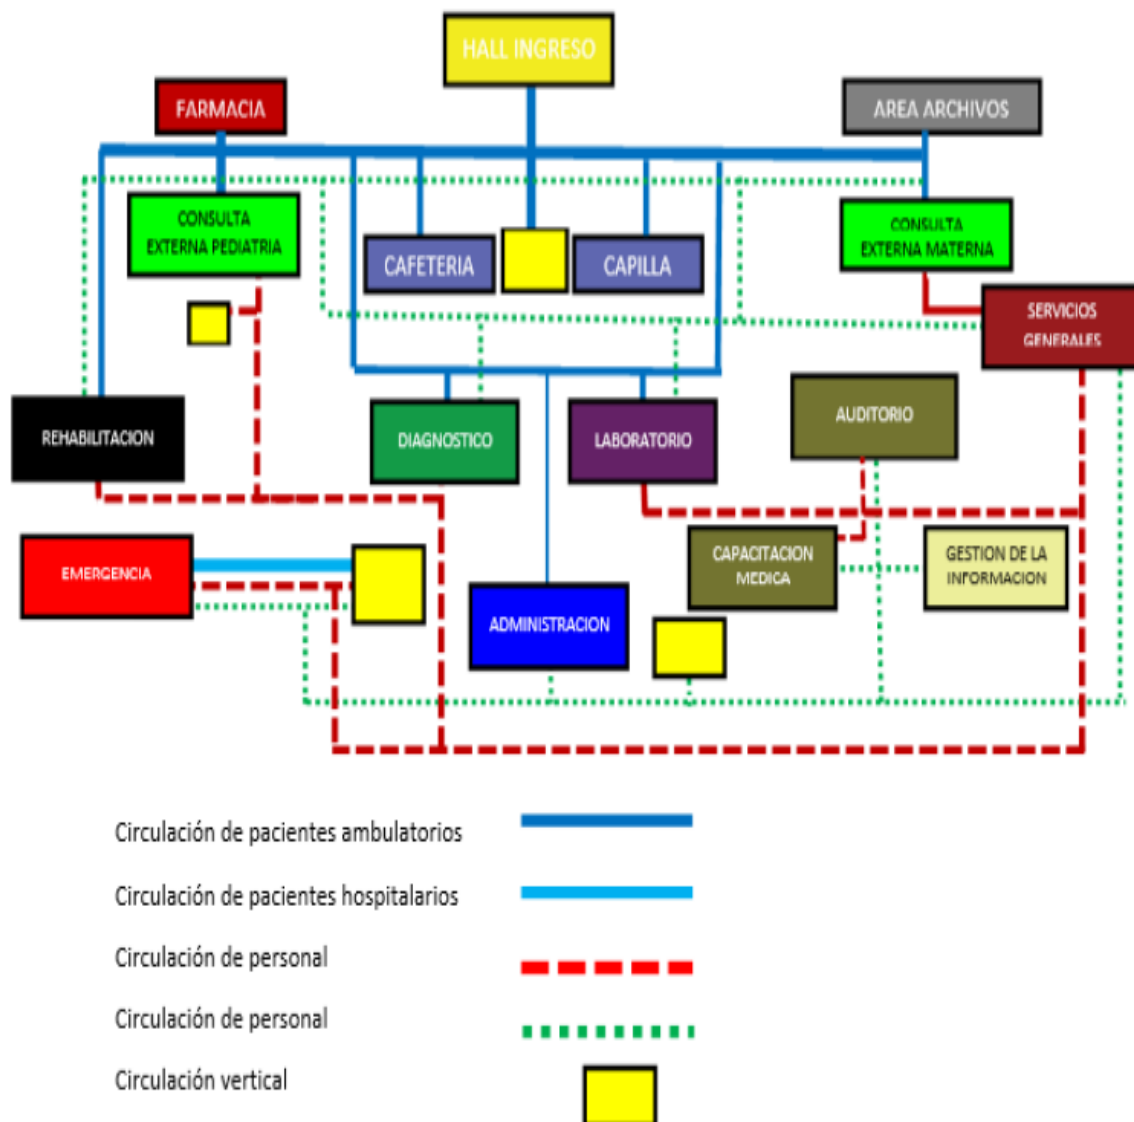 HALL INGRESO
FARMACIA
AREA ARCHIVOS
CONSULTA
EXTERNA PEDIATRIA
CONSULTA
EXTERNA MATERNA
CAFETERIA
CAPILLA
SERVICIOS
GENERALES
REHABILITACION
DIAGNOSTICO
LABORATORIO
AUDITORIO
EMERGENCIA
CAPACITACION
MEDICA
GESTION DE LA
INFORMACION
ADMINISTRACION
Circulación de pacientes ambulatorios
Circulación de pacientes hospitalarios
Circulación de personal
Circulación de personal
Circulación vertical